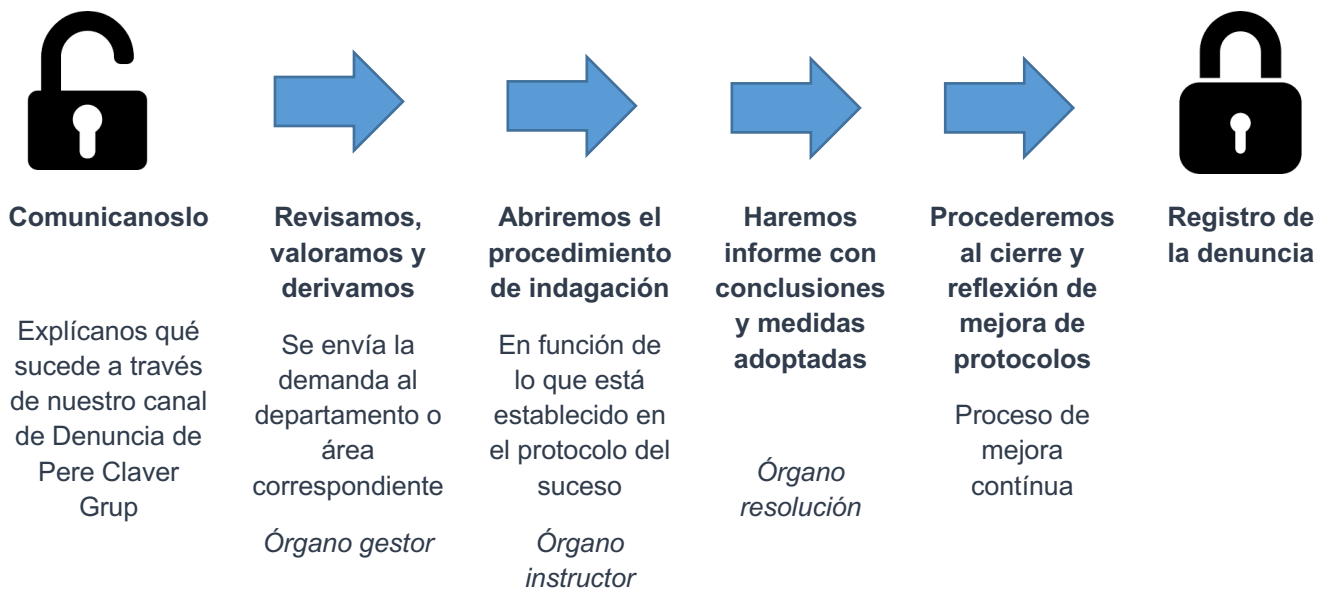 Comunicanoslo
Explícanos qué
sucede a través
de nuestro canal
de Denuncia de
Pere Claver
Grup
Revisamos,
valoramos y
derivamos
Se envía la
demanda al
departamento o
área
correspondiente
Órgano gestor
Abriremos el
procedimiento
de indagación
En función de
lo que está
establecido en
el protocolo del
suceso
Órgano
instructor
Haremos
informe con
conclusiones
y medidas
adoptadas
Órgano
resolución
Procederemos
al cierre y
reflexión de
mejora de
protocolos
Proceso de
mejora
contínua
Registro de
la denuncia